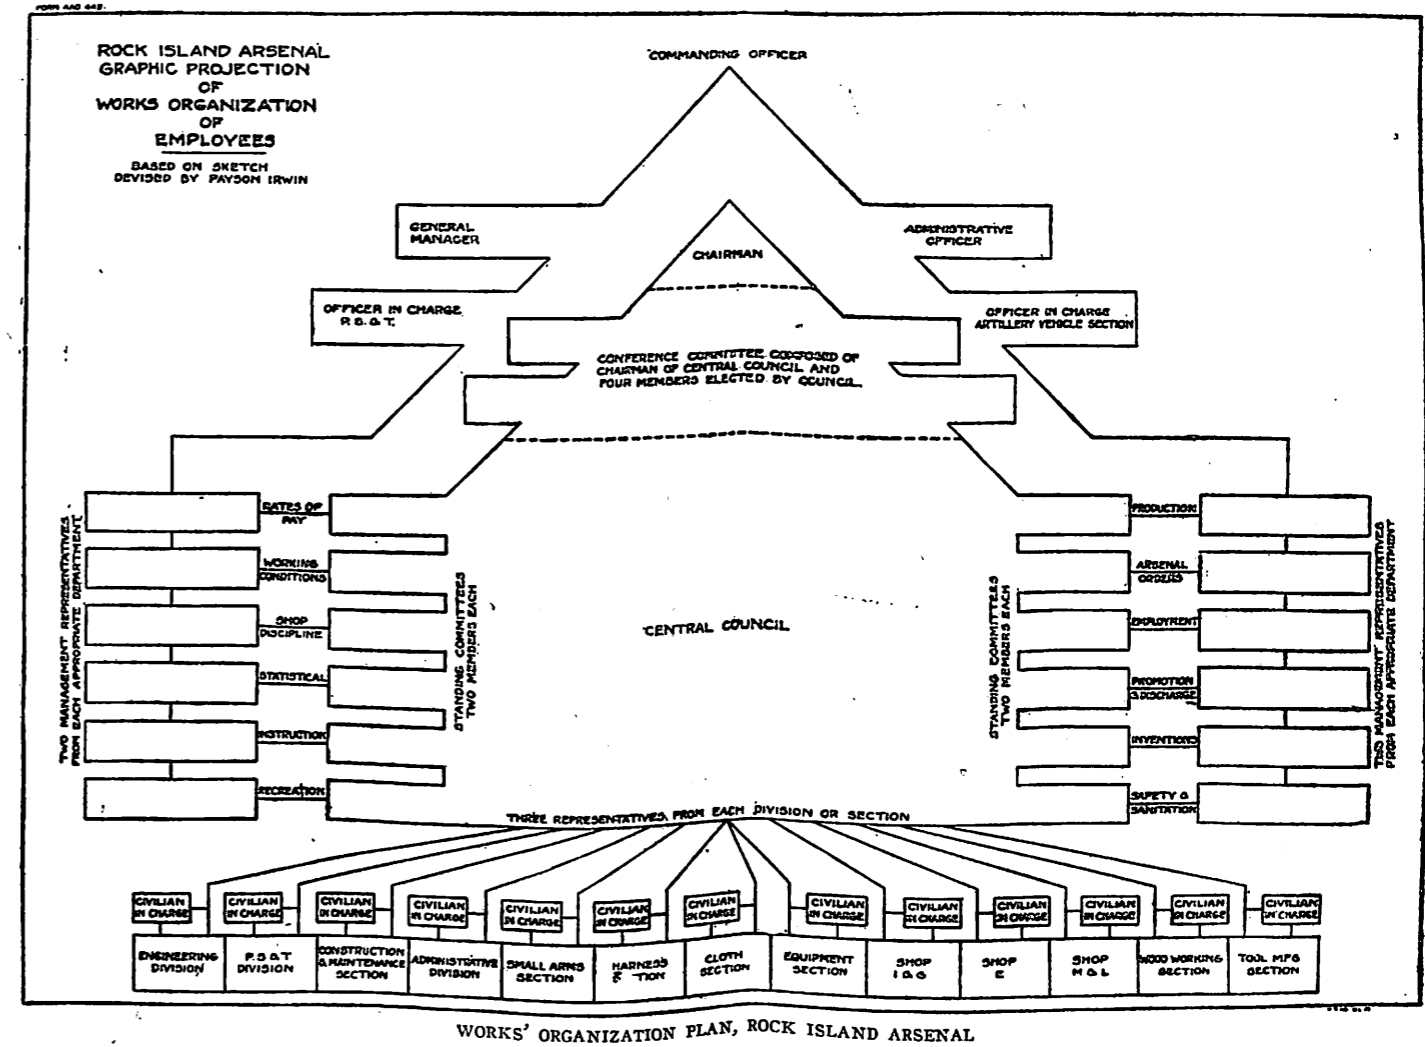 FORM AAO 442.
ROCK ISLAND ARSENAL
GRAPHIC PROJECTION
OF
WORKS ORGANIZATION
OF
EMPLOYEES
BASED ON SKETCH
DEVISED BY PAYSON IRWIN
COMMANDING OFFICER
GENERAL
MANAGER
ADMINISTRATIVE
OFFICER
CHAIRMAN
OFFICER IN CHARGE
P.S.&T.
OFFICER IN CHARGE
ARTILLERY VEHICLE SECTION
CONFERENCE COMMITTEE COMPOSED OF
CHAIRMAN OF CENTRAL COUNCIL AND
FOUR MEMBERS ELECTED BY COUNCIL
TWO MANAGEMENT REPRESENTATIVES
FROM EACH APPROPRIATE DEPARTMENT
RATES OF
PAY
WORKING
CONDITIONS
SHOP
DISCIPLINE
STATISTICAL
INSTRUCTION
RECREATION
STANDING COMMITTEES
TWO MEMBERS EACH
CENTRAL COUNCIL
STANDING COMMITTEES
TWO MEMBERS EACH
PRODUCTION
ARSENAL
ORDERS
EMPLOYMENT
PROMOTION
& DISCHARGE
INVENTIONS
SAFETY &
SANITATION
TWO MANAGEMENT REPRESENTATIVES
FROM EACH APPROPRIATE DEPARTMENT
THREE REPRESENTATIVES FROM EACH DIVISION OR SECTION
CIVILIAN
IN CHARGE
CIVILIAN
IN CHARGE
CIVILIAN
IN CHARGE
CIVILIAN
IN CHARGE
CIVILIAN
IN CHARGE
CIVILIAN
IN CHARGE
CIVILIAN
IN CHARGE
CIVILIAN
IN CHARGE
CIVILIAN
IN CHARGE
CIVILIAN
IN CHARGE
CIVILIAN
IN CHARGE
CIVILIAN
IN CHARGE
CIVILIAN
IN CHARGE
ENGINEERING
DIVISION
P.S&T
DIVISION
CONSTRUCTION
& MAINTENANCE
SECTION
ADMINISTRATIVE
DIVISION
SMALL ARMS
SECTION
HARNESS
CLOTH
SECTION
EQUIPMENT
SECTION
SHOP
I & G
SHOP
E
SHOP
M & L
WOOD WORKING
SECTION
TOOL MFG
SECTION
WORKS' ORGANIZATION PLAN, ROCK ISLAND ARSENAL